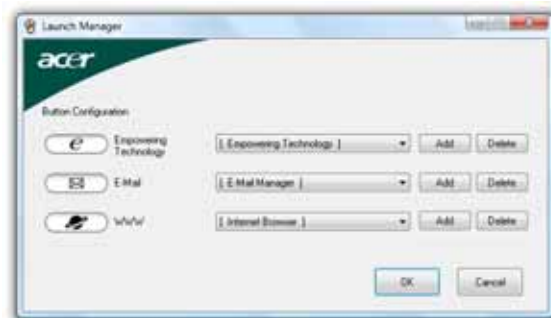 Launch Manager
acer
Button Configuration
e Empowering Technology [ Empowering Technology ] Add Delete
E-Mail [ E-Mail Manager ] Add Delete
WWW [ Internet Browser ] Add Delete
OK Cancel